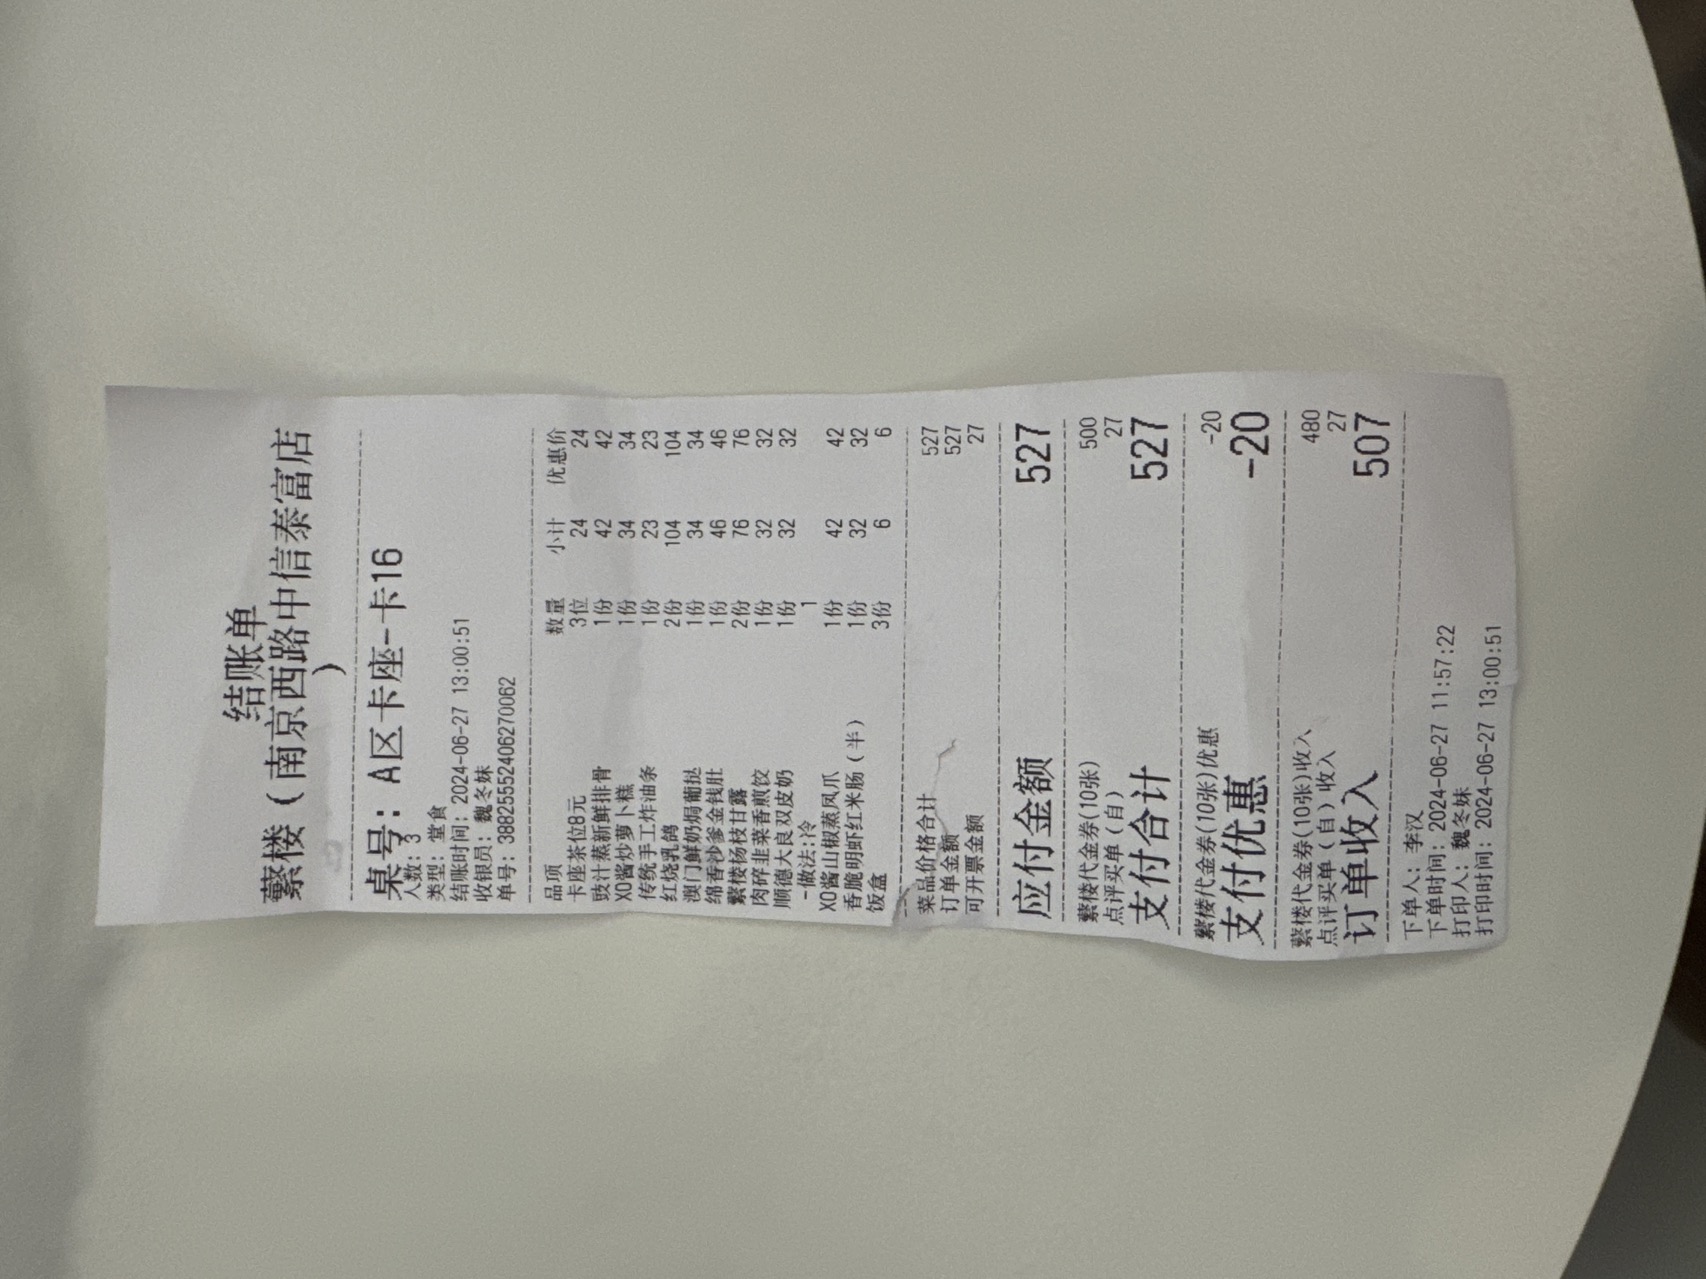 结账单
蘩楼（南京西路中信泰富店
）
桌号：A区卡座-卡16
人数：3
类型：堂食
结账时间：2024-06-27 13:00:51
收银员：魏冬妹
单号：3882555240627​0062
品项 数量 小计 优惠价
卡座茶位8元 3位 24 24
豉汁蒸新鲜排骨 1份 42 42
XO酱炒萝卜糕 1份 34 34
传统手工炸油条 1份 23 23
红烧乳鸽 2份 104 104
澳门鲜奶焗葡挞 1份 34 34
绵香沙爹金钱肚 1份 46 46
蘩楼杨枝甘露 2份 76 76
肉碎韭菜香煎饺 1份 32 32
顺德大良双皮奶 1份 32 32
-做法:冷 1
XO酱山椒蒸凤爪 1份 42 42
香脆明虾红米肠（半） 1份 32 32
饭盒 3份 6 6
菜品价格合计 527
订单金额 527
可开票金额 27
应付金额 527
蘩楼代金券(10张) 500
点评买单（自） 27
支付合计 527
蘩楼代金券(10张)优惠 -20
支付优惠 -20
蘩楼代金券(10张)收入 480
点评买单（自）收入 27
订单收入 507
下单人：李汉
下单时间：2024-06-27 11:57:22
打印人：魏冬妹
打印时间：2024-06-27 13:00:51